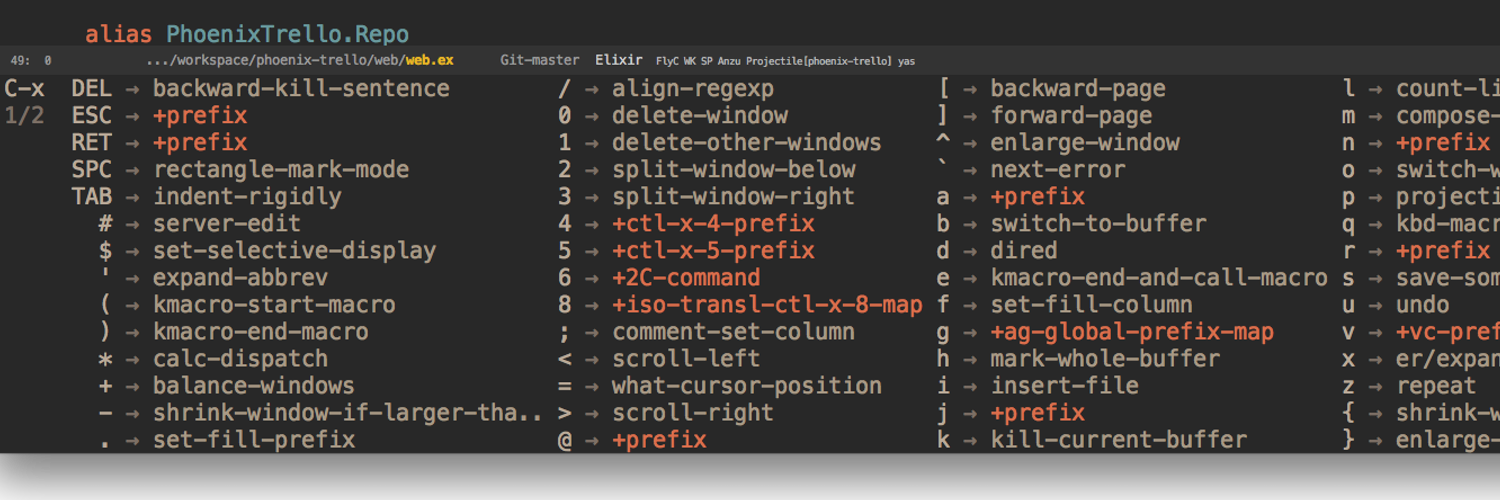 alias PhoenixTrello.Repo
49: 0 .../workspace/phoenix-trello/web/web.ex Git-master Elixir FlyC WK SP Anzu Projectile[phoenix-trello] yas
C-x DEL → backward-kill-sentence / → align-regexp [ → backward-page l → count-li
1/2 ESC → +prefix 0 → delete-window ] → forward-page m → compose-
RET → +prefix 1 → delete-other-windows ^ → enlarge-window n → +prefix
SPC → rectangle-mark-mode 2 → split-window-below ` → next-error o → switch-w
TAB → indent-rigidly 3 → split-window-right a → +prefix p → projecti
# → server-edit 4 → +ctl-x-4-prefix b → switch-to-buffer q → kbd-macr
$ → set-selective-display 5 → +ctl-x-5-prefix d → dired r → +prefix
' → expand-abbrev 6 → +2C-command e → kmacro-end-and-call-macro s → save-som
( → kmacro-start-macro 8 → +iso-transl-ctl-x-8-map f → set-fill-column u → undo
) → kmacro-end-macro ; → comment-set-column g → +ag-global-prefix-map v → +vc-pref
* → calc-dispatch < → scroll-left h → mark-whole-buffer x → er/expan
+ → balance-windows = → what-cursor-position i → insert-file z → repeat
- → shrink-window-if-larger-tha.. > → scroll-right j → +prefix { → shrink-w
. → set-fill-prefix @ → +prefix k → kill-current-buffer } → enlarge-